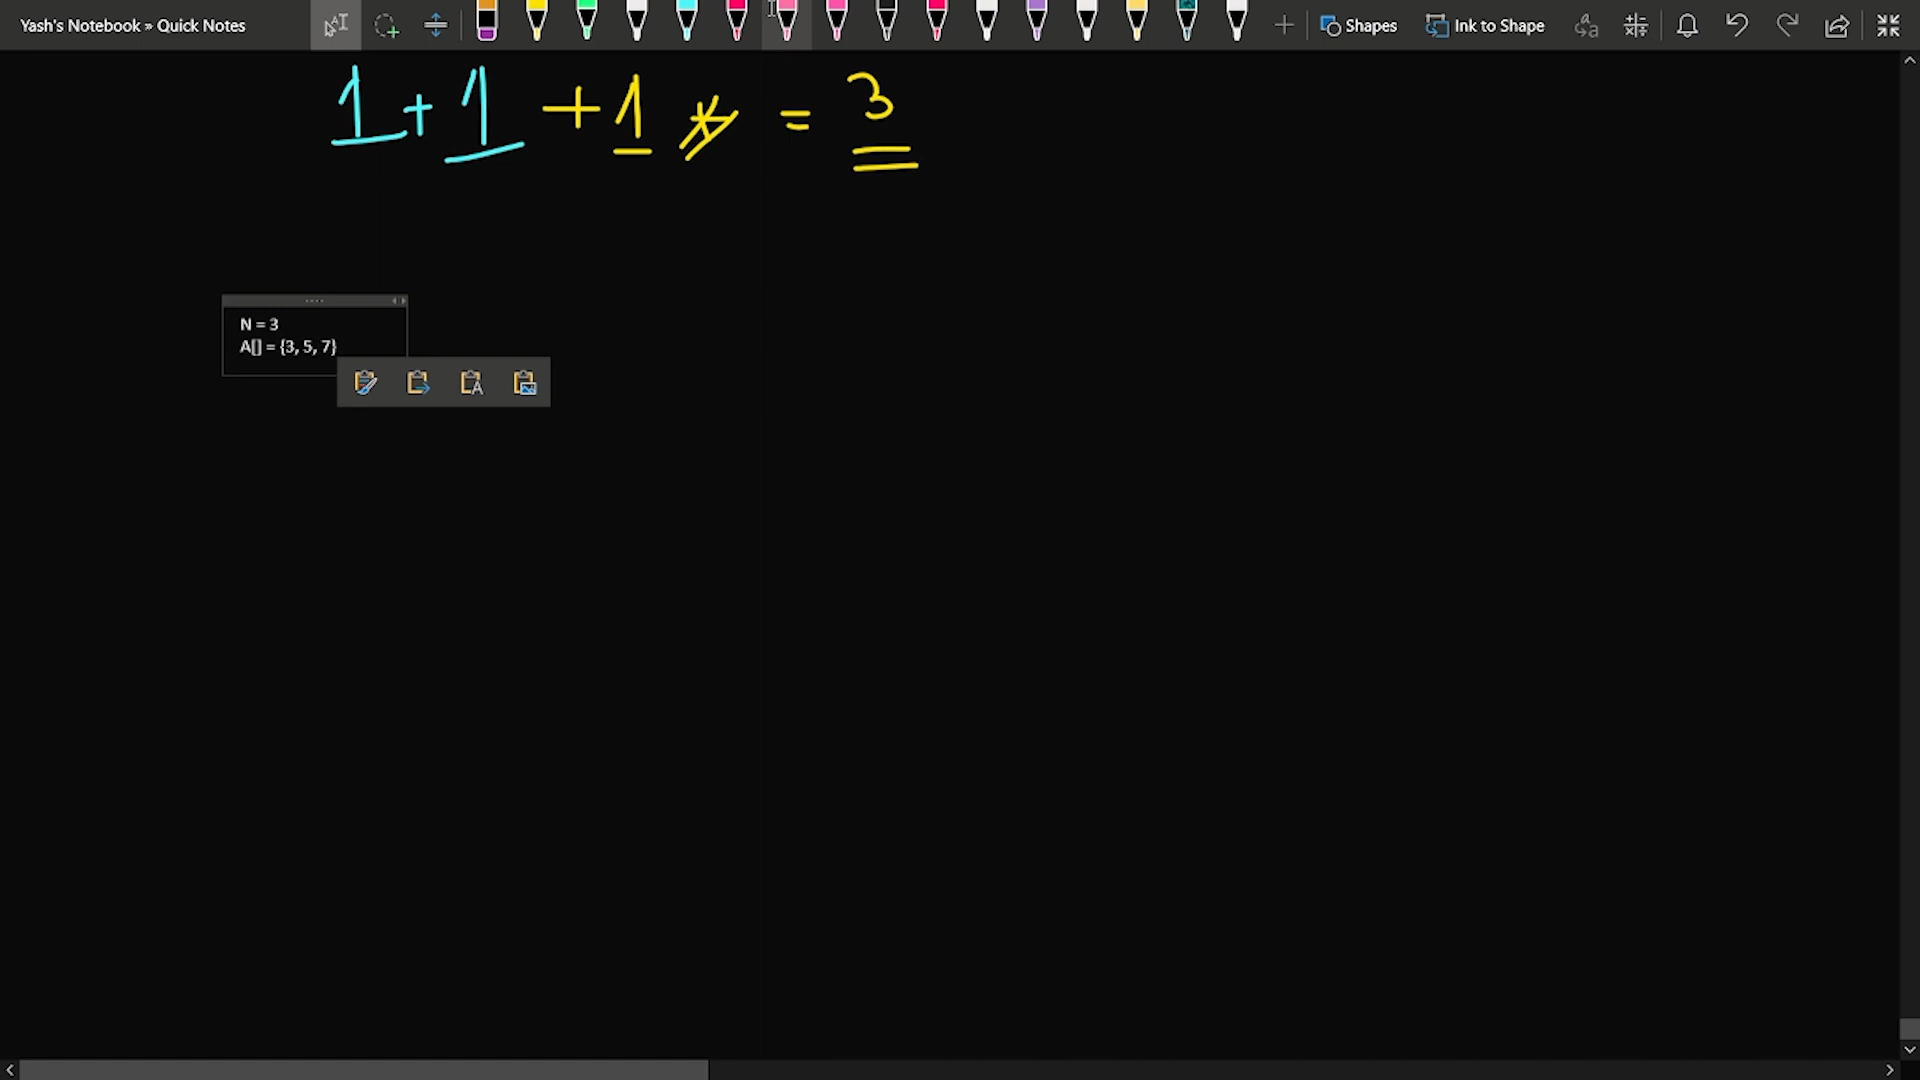 Yash's Notebook » Quick Notes
Shapes
Ink to Shape
1 + 1 + 1 = 3
N = 3
A[] = {3, 5, 7}